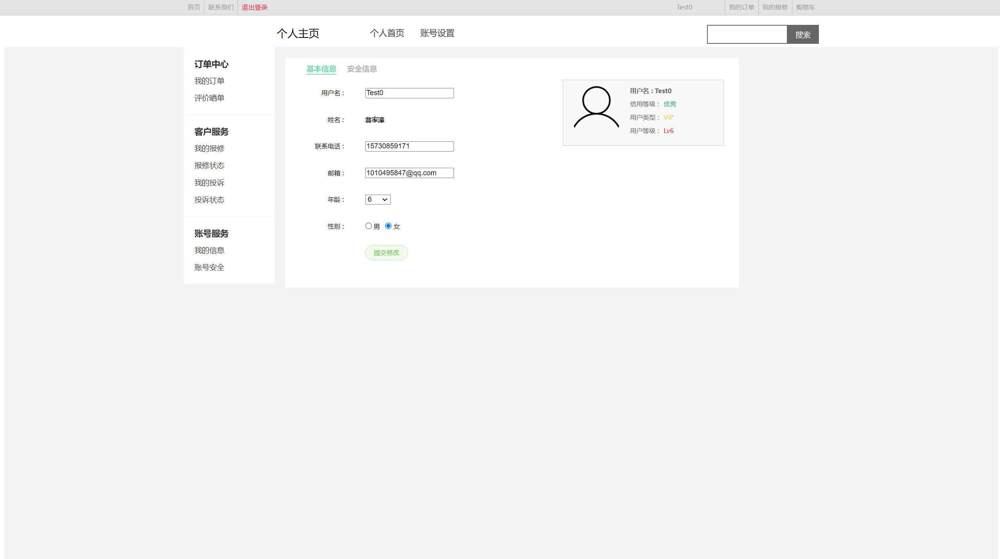 首页 联系我们 退出登录 Test0 我的订单 我的报修 购物车
个人主页 个人首页 账号设置 搜索
订单中心
我的订单
评价晒单
客户服务
我的报修
报修状态
我的投诉
投诉状态
账号服务
我的信息
账号安全
基本信息 安全信息
用户名： Test0
姓名： 翁家濠
联系电话： 15730859171
邮箱： 1010495847@qq.com
年龄： 6
性别： 男 女
提交修改
用户名 : Test0
信用等级： 优秀
用户类型： VIP
用户等级： Lv6